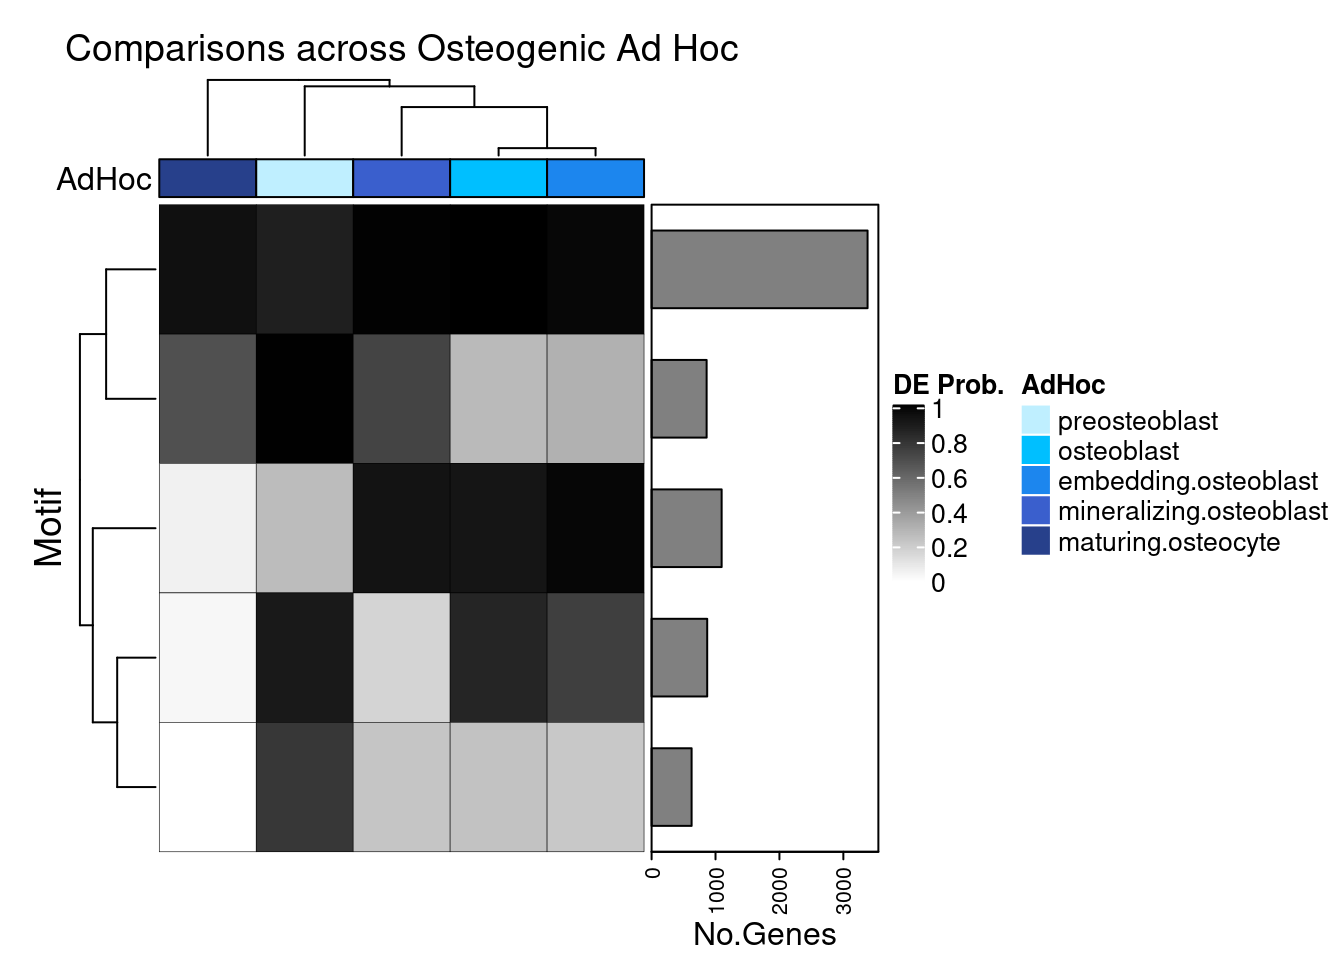 Comparisons across Osteogenic Ad Hoc
AdHoc
Motif
DE Prob.
1
0.8
0.6
0.4
0.2
0
AdHoc
preosteoblast
osteoblast
embedding.osteoblast
mineralizing.osteoblast
maturing.osteocyte
0
1000
2000
3000
No.Genes